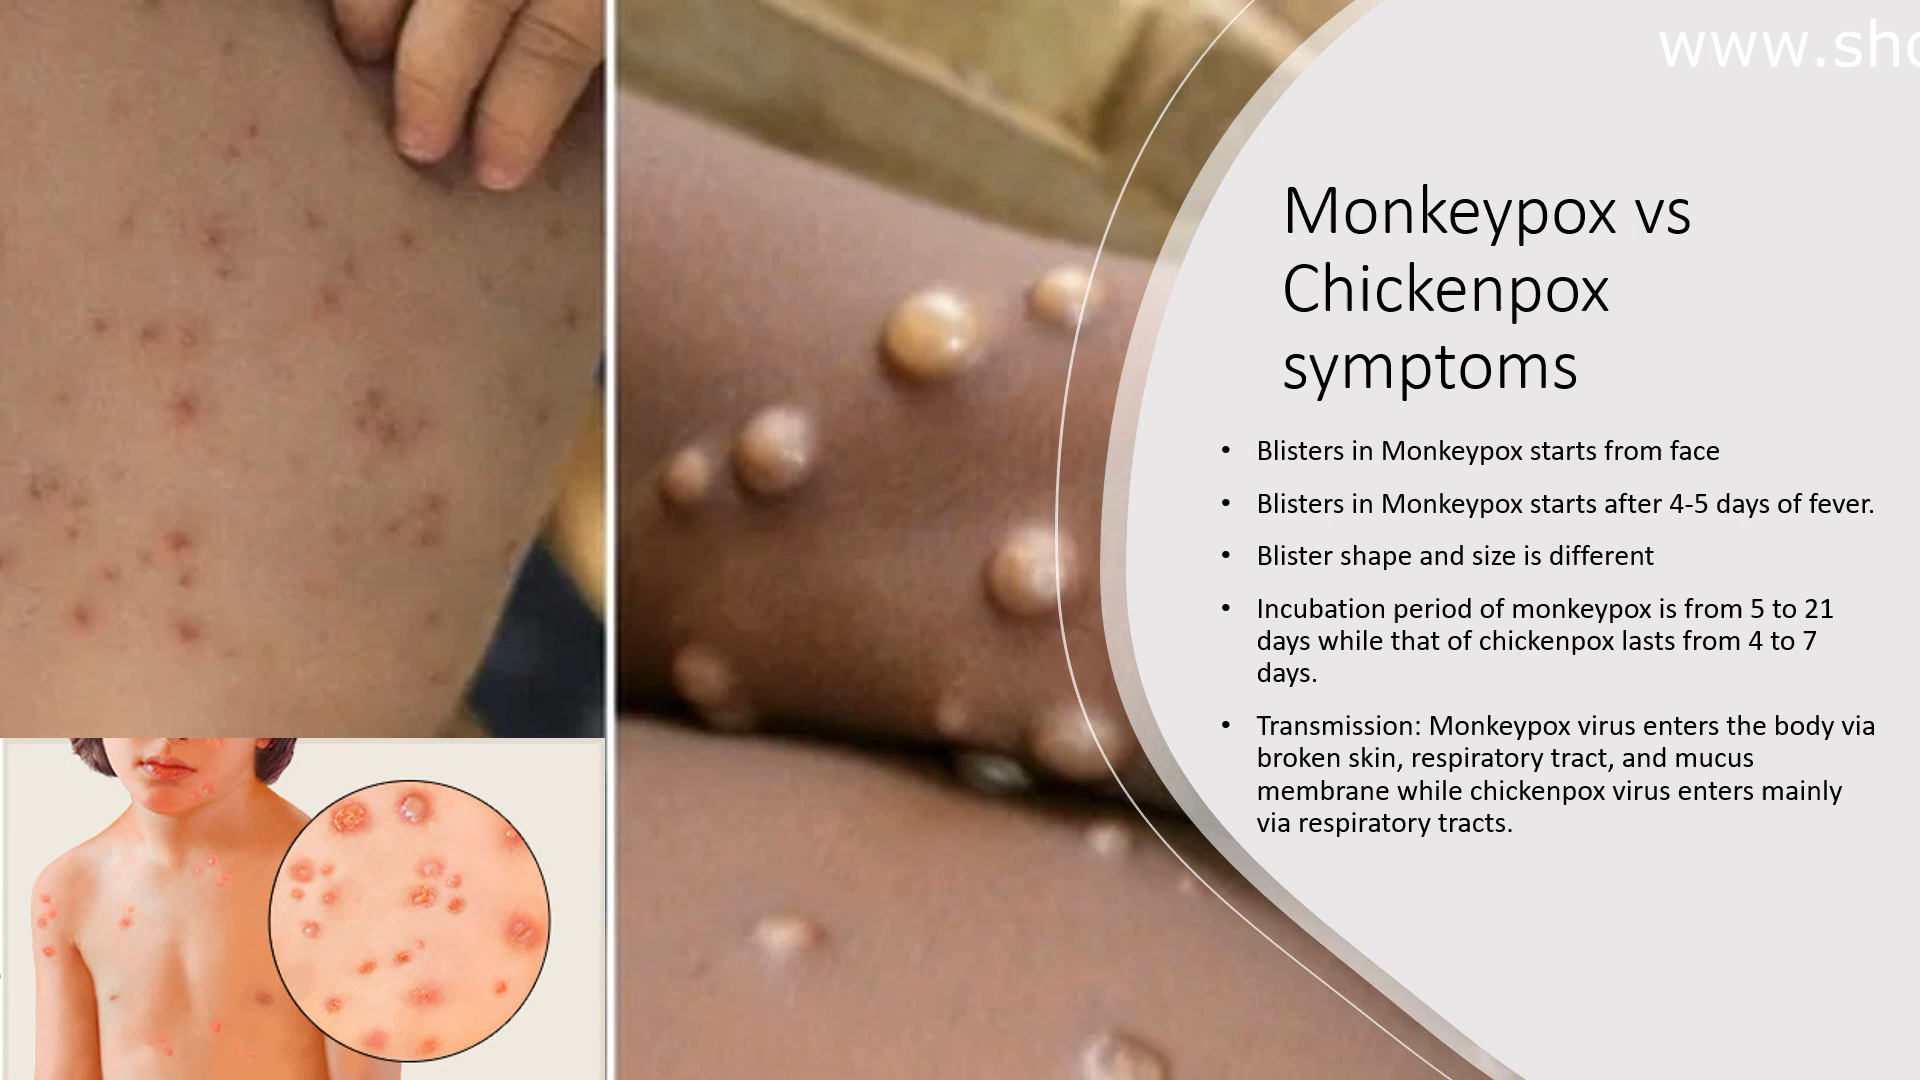 www.sho
Monkeypox vs
Chickenpox
symptoms
• Blisters in Monkeypox starts from face
• Blisters in Monkeypox starts after 4-5 days of fever.
• Blister shape and size is different
• Incubation period of monkeypox is from 5 to 21
days while that of chickenpox lasts from 4 to 7
days.
• Transmission: Monkeypox virus enters the body via
broken skin, respiratory tract, and mucus
membrane while chickenpox virus enters mainly
via respiratory tracts.